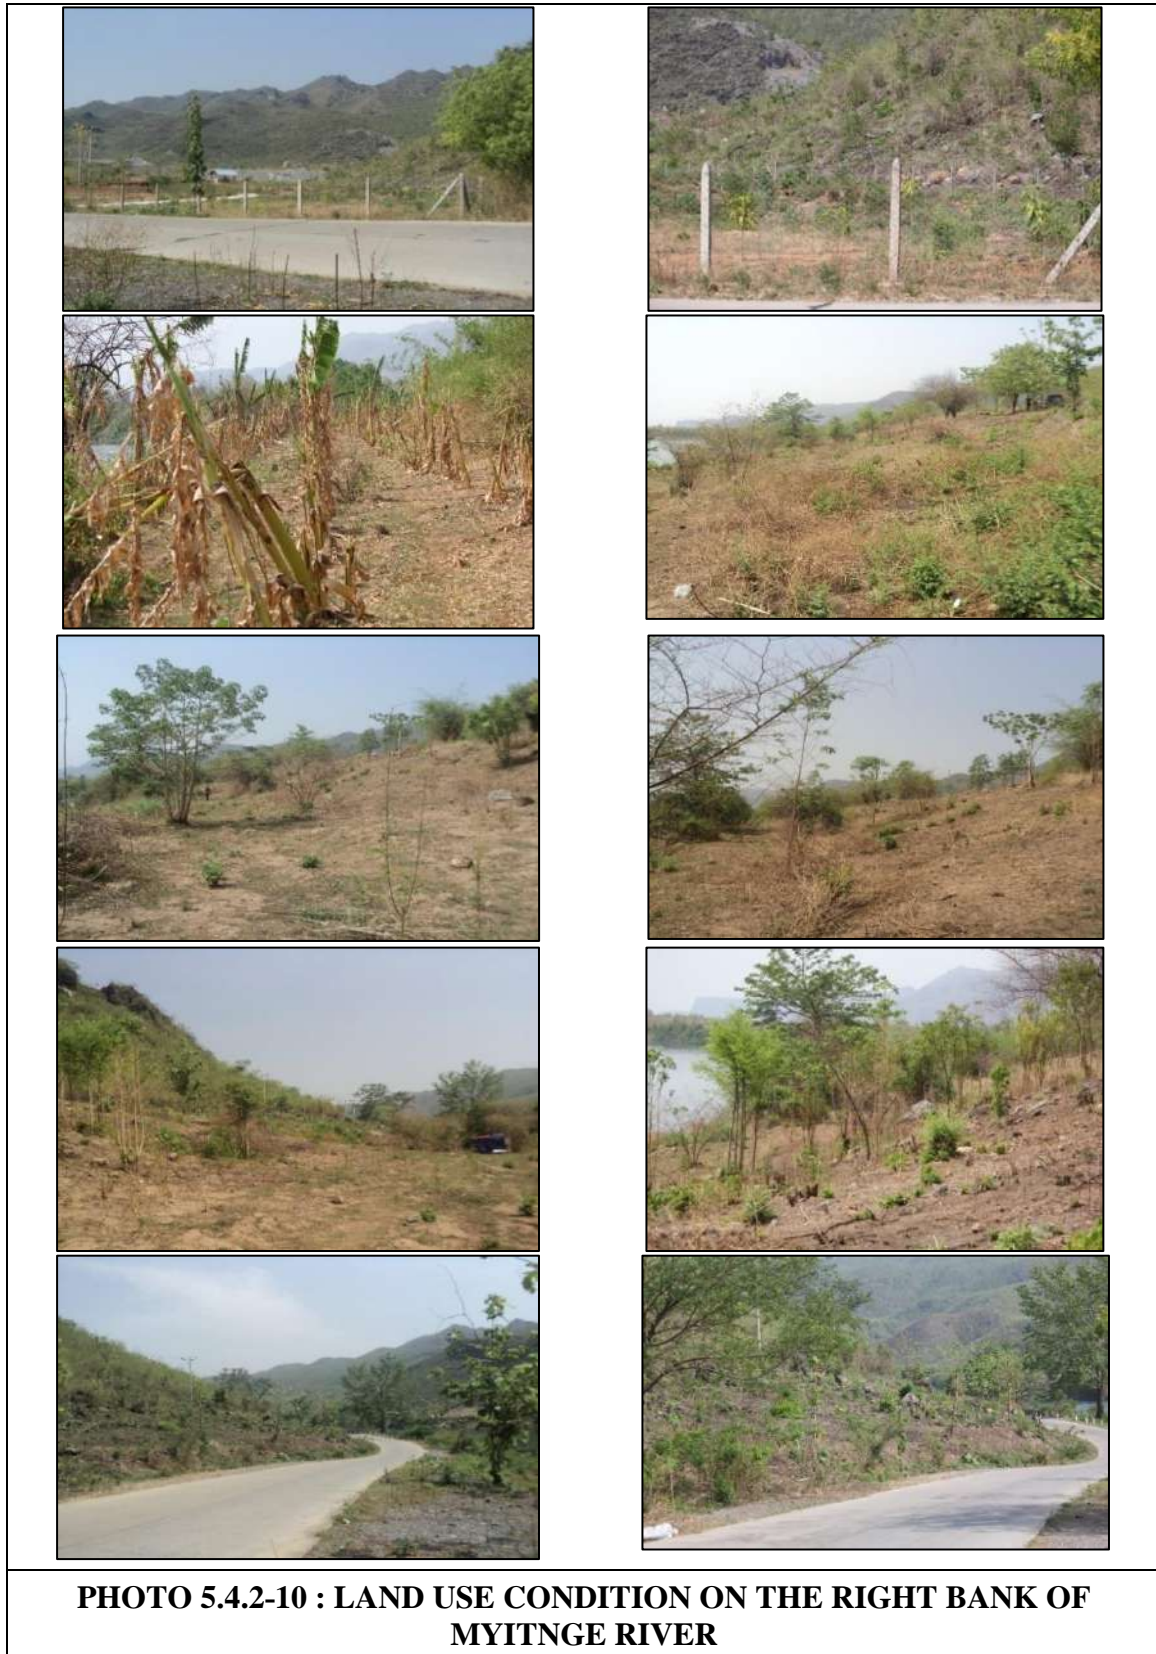 PHOTO 5.4.2-10 : LAND USE CONDITION ON THE RIGHT BANK OF
MYITNGE RIVER